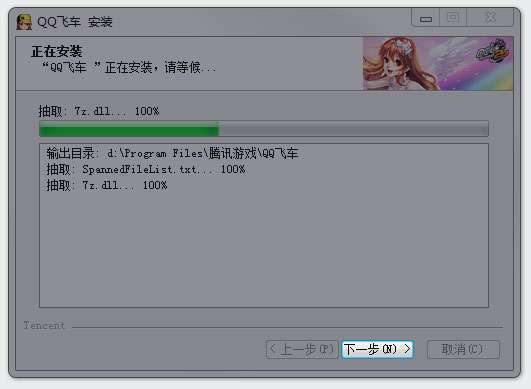 QQ飞车 安装
正在安装
“QQ飞车 ”正在安装，请等候...
抽取: 7z.dll... 100%
输出目录: d:\Program Files\腾讯游戏\QQ飞车
抽取: SpannedFileList.txt... 100%
抽取: 7z.dll... 100%
Tencent
< 上一步(P) 下一步(N) > 取消(C)